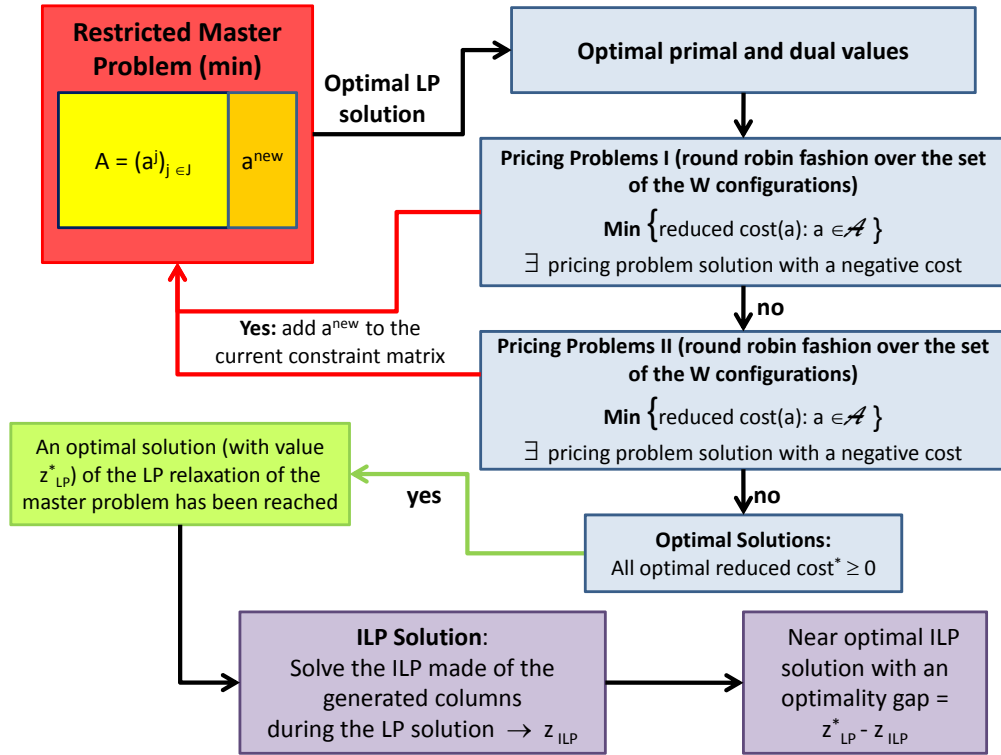 Restricted Master
Problem (min)
A = (a^j)_{j ∈J}
a^new
Optimal LP
solution
Optimal primal and dual values
Pricing Problems I (round robin fashion over the set
of the W configurations)
Min {reduced cost(a): a ∈𝒜 }
∃ pricing problem solution with a negative cost
no
Yes: add a^new to the
current constraint matrix
Pricing Problems II (round robin fashion over the set
of the W configurations)
Min {reduced cost(a): a ∈𝒜 }
∃ pricing problem solution with a negative cost
no
An optimal solution (with value
z^*_LP) of the LP relaxation of the
master problem has been reached
yes
Optimal Solutions:
All optimal reduced cost^* ≥ 0
ILP Solution:
Solve the ILP made of the
generated columns
during the LP solution → z_ILP
Near optimal ILP
solution with an
optimality gap =
z^*_LP - z_ILP